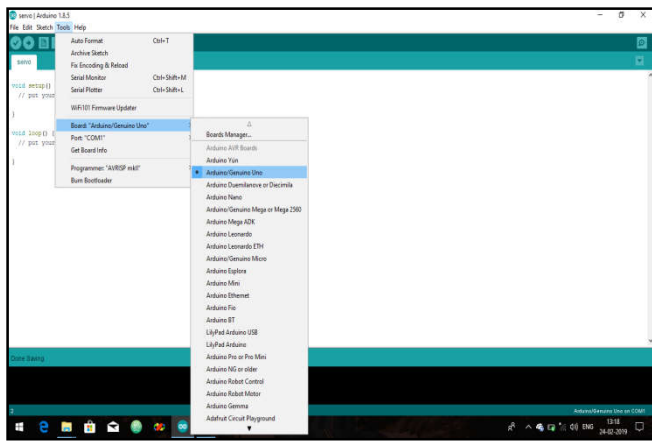 servo | Arduino 1.8.5
File Edit Sketch Tools Help
servo
void setup()
// put your
}
void loop() {
// put your
}
Auto Format Ctrl+T
Archive Sketch
Fix Encoding & Reload
Serial Monitor Ctrl+Shift+M
Serial Plotter Ctrl+Shift+L
WiFi101 Firmware Updater
Board: "Arduino/Genuino Uno"
Port: "COM1"
Get Board Info
Programmer: "AVRISP mkII"
Burn Bootloader
Boards Manager...
Arduino AVR Boards
Arduino Yún
Arduino/Genuino Uno
Arduino Duemilanove or Diecimila
Arduino Nano
Arduino/Genuino Mega or Mega 2560
Arduino Mega ADK
Arduino Leonardo
Arduino Leonardo ETH
Arduino/Genuino Micro
Arduino Esplora
Arduino Mini
Arduino Ethernet
Arduino Fio
Arduino BT
LilyPad Arduino USB
LilyPad Arduino
Arduino Pro or Pro Mini
Arduino NG or older
Arduino Robot Control
Arduino Robot Motor
Arduino Gemma
Adafruit Circuit Playground
Done Saving.
2
Arduino/Genuino Uno on COM1
ENG
13:18
24-02-2019